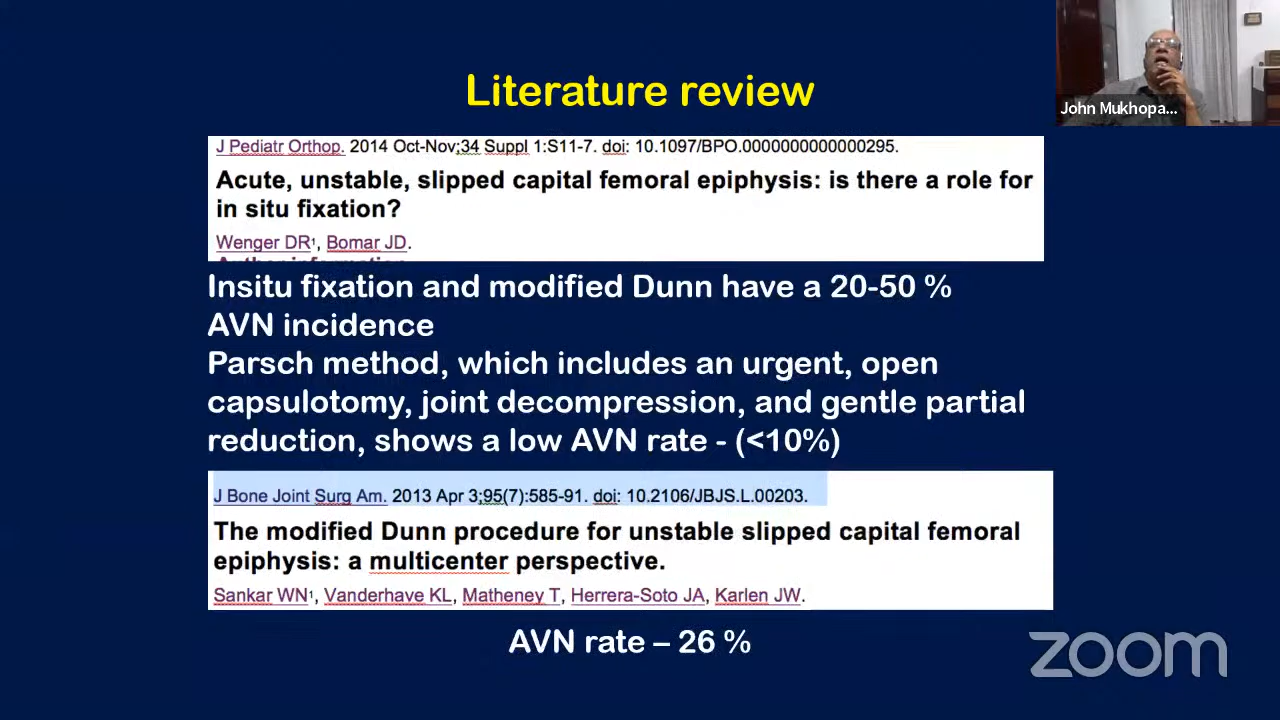 Literature review
John Mukhopa...
J Pediatr Orthop. 2014 Oct-Nov;34 Suppl 1:S11-7. doi: 10.1097/BPO.0000000000000295.
Acute, unstable, slipped capital femoral epiphysis: is there a role for
in situ fixation?
Wenger DR¹, Bomar JD.
Author information
Insitu fixation and modified Dunn have a 20-50 %
AVN incidence
Parsch method, which includes an urgent, open
capsulotomy, joint decompression, and gentle partial
reduction, shows a low AVN rate - (<10%)
J Bone Joint Surg Am. 2013 Apr 3;95(7):585-91. doi: 10.2106/JBJS.L.00203.
The modified Dunn procedure for unstable slipped capital femoral
epiphysis: a multicenter perspective.
Sankar WN¹, Vanderhave KL, Matheney T, Herrera-Soto JA, Karlen JW.
AVN rate – 26 %
zoom